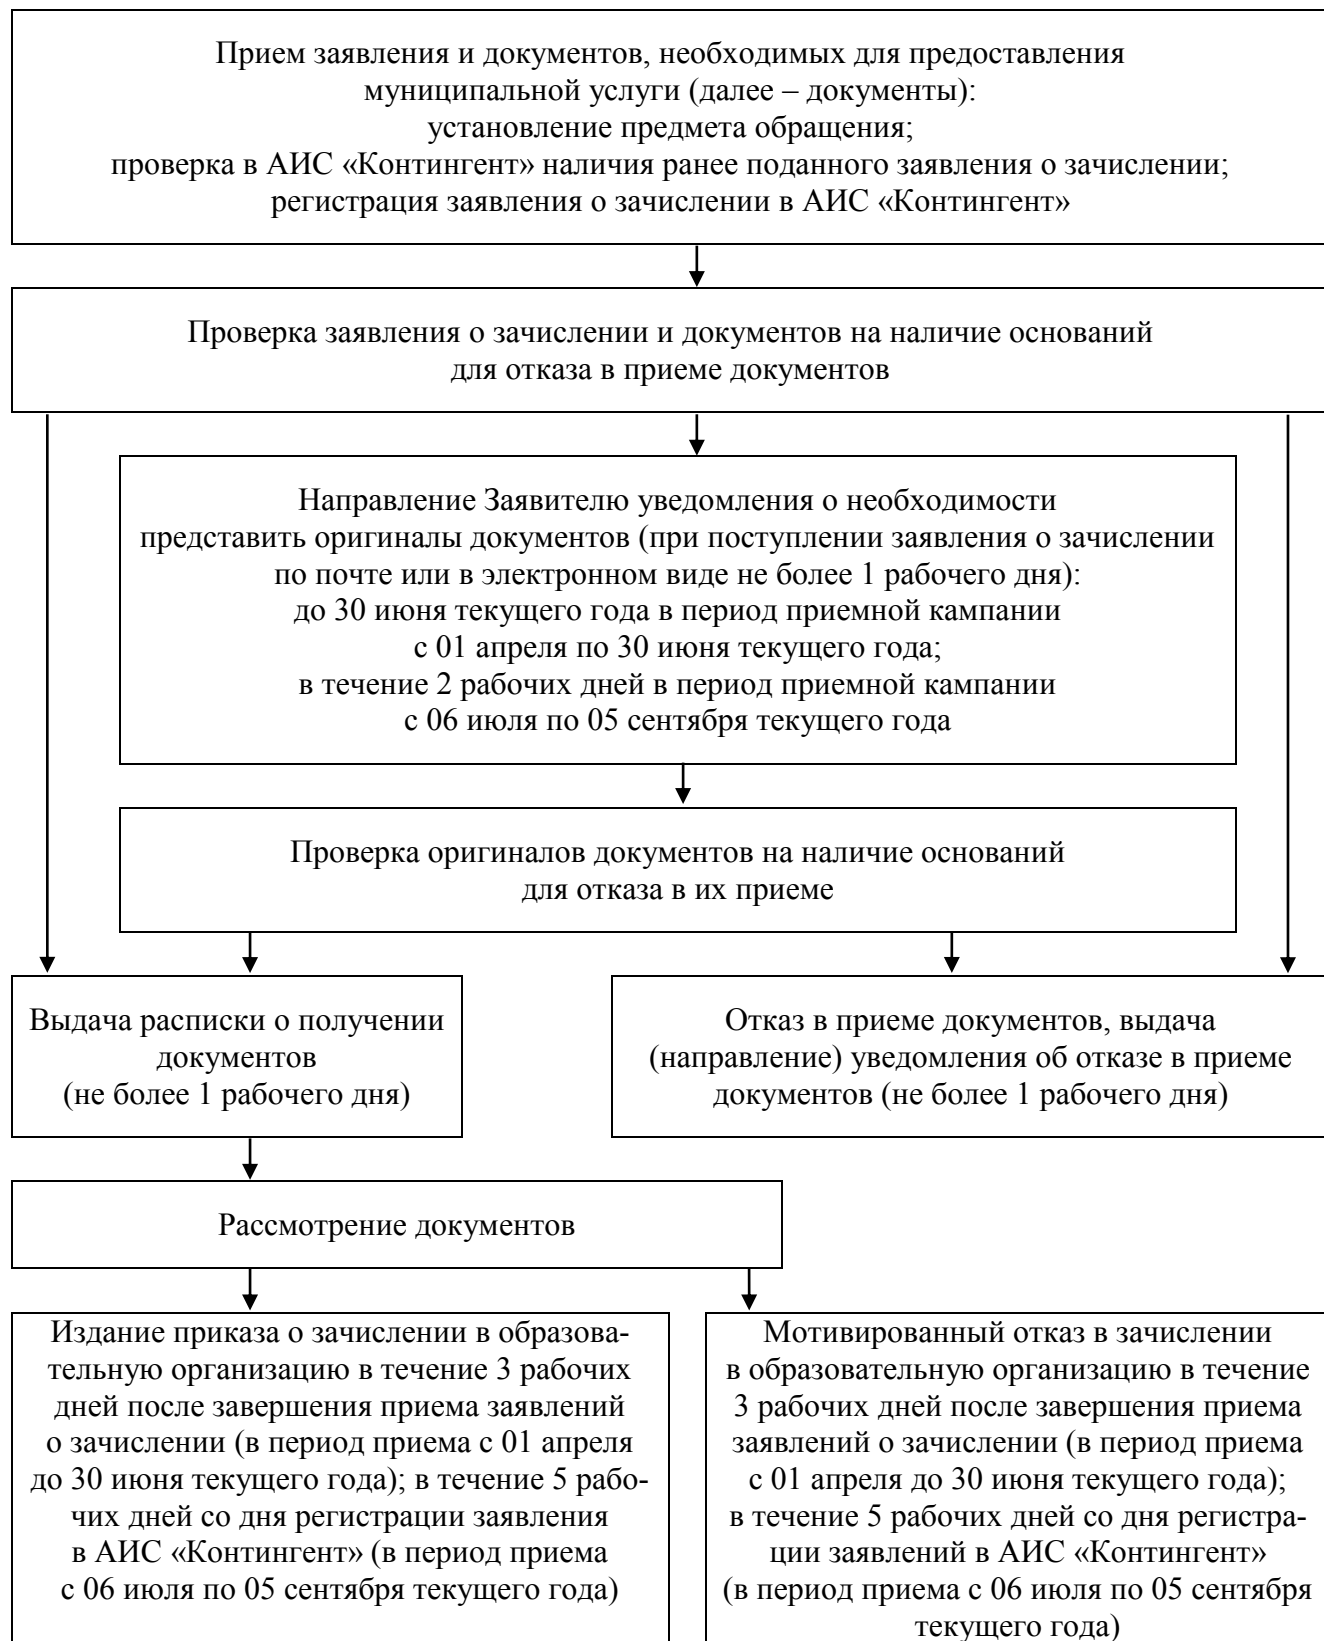 Прием заявления и документов, необходимых для предоставления
муниципальной услуги (далее – документы):
установление предмета обращения;
проверка в АИС «Контингент» наличия ранее поданного заявления о зачислении;
регистрация заявления о зачислении в АИС «Контингент»
Проверка заявления о зачислении и документов на наличие оснований
для отказа в приеме документов
Направление Заявителю уведомления о необходимости
представить оригиналы документов (при поступлении заявления о зачислении
по почте или в электронном виде не более 1 рабочего дня):
до 30 июня текущего года в период приемной кампании
с 01 апреля по 30 июня текущего года;
в течение 2 рабочих дней в период приемной кампании
с 06 июля по 05 сентября текущего года
Проверка оригиналов документов на наличие оснований
для отказа в их приеме
Выдача расписки о получении
документов
(не более 1 рабочего дня)
Отказ в приеме документов, выдача
(направление) уведомления об отказе в приеме
документов (не более 1 рабочего дня)
Рассмотрение документов
Издание приказа о зачислении в образова-
тельную организацию в течение 3 рабочих
дней после завершения приема заявлений
о зачислении (в период приема с 01 апреля
до 30 июня текущего года); в течение 5 рабо-
чих дней со дня регистрации заявления
в АИС «Контингент» (в период приема
с 06 июля по 05 сентября текущего года)
Мотивированный отказ в зачислении
в образовательную организацию в течение
3 рабочих дней после завершения приема
заявлений о зачислении (в период приема
с 01 апреля до 30 июня текущего года);
в течение 5 рабочих дней со дня регистра-
ции заявлений в АИС «Контингент»
(в период приема с 06 июля по 05 сентября
текущего года)